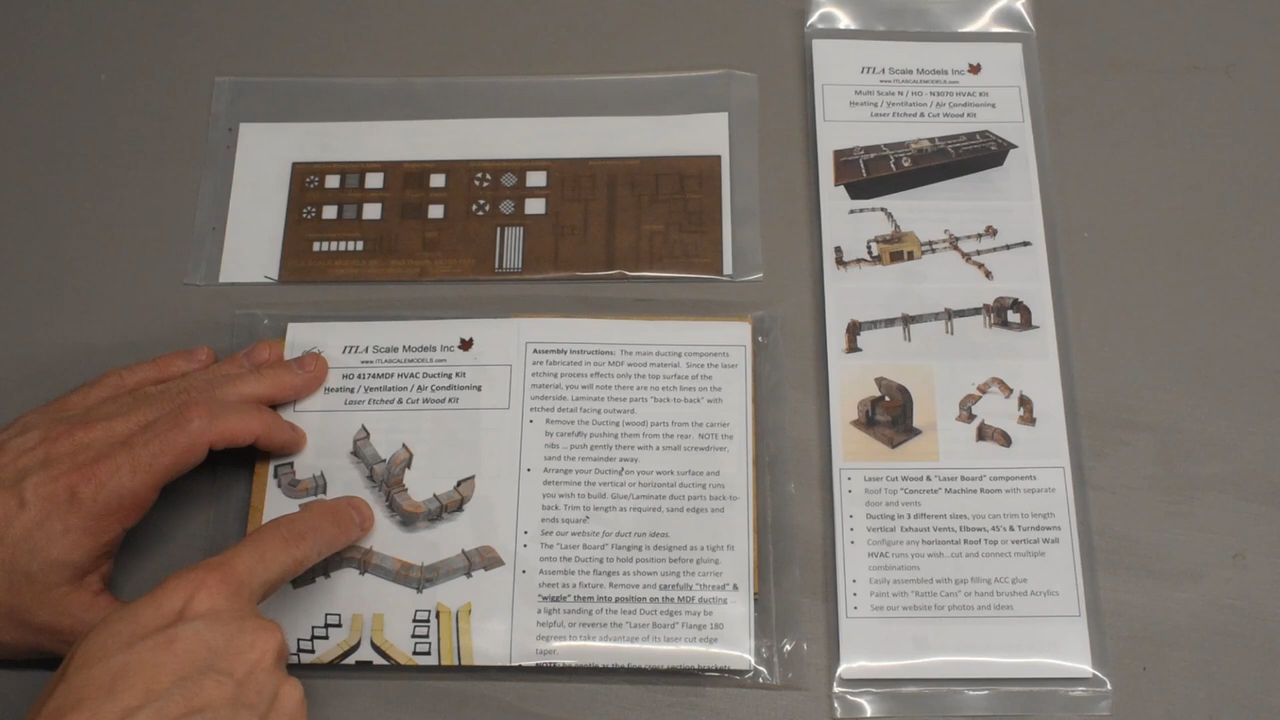 ITLA Scale Models Inc
www.ITLASCALEMODELS.com
HO 4174MDF HVAC Ducting Kit
Heating / Ventilation / Air Conditioning
Laser Etched & Cut Wood Kit
Assembly Instructions: The main ducting components
are fabricated in our MDF wood material. Since the laser
etching process effects only the top surface of the
material, you will note there are no etch lines on the
underside. Laminate these parts "back-to-back" with
etched detail facing outward.
• Remove the Ducting (wood) parts from the carrier
by carefully pushing them from the rear. NOTE the
nibs ... push gently there with a small screwdriver,
sand the remainder away.
• Arrange your Ducting on your work surface and
determine the vertical or horizontal ducting runs
you wish to build. Glue/Laminate duct parts back-to-
back. Trim to length as required, sand edges and
ends square.
• See our website for duct run ideas.
• The "Laser Board" Flanging is designed as a tight fit
onto the Ducting to hold position before gluing.
• Assemble the flanges as shown using the carrier
sheet as a fixture. Remove and carefully "thread" &
"wiggle" them into position on the MDF ducting ...
a light sanding of the lead Duct edges may be
helpful, or reverse the "Laser Board" Flange 180
degrees to take advantage of its laser cut edge
taper.
NOTE: be gentle as the fine cross section brackets
ITLA Scale Models Inc
www.ITLASCALEMODELS.com
Multi Scale N / HO - N3070 HVAC Kit
Heating / Ventilation / Air Conditioning
Laser Etched & Cut Wood Kit
• Laser Cut Wood & "Laser Board" components
• Roof Top "Concrete" Machine Room with separate
door and vents
• Ducting in 3 different sizes, you can trim to length
• Vertical Exhaust Vents, Elbows, 45's & Turndowns
• Configure any horizontal Roof Top or vertical Wall
HVAC runs you wish...cut and connect multiple
combinations
• Easily assembled with gap filling ACC glue
• Paint with "Rattle Cans" or hand brushed Acrylics
• See our website for photos and ideas